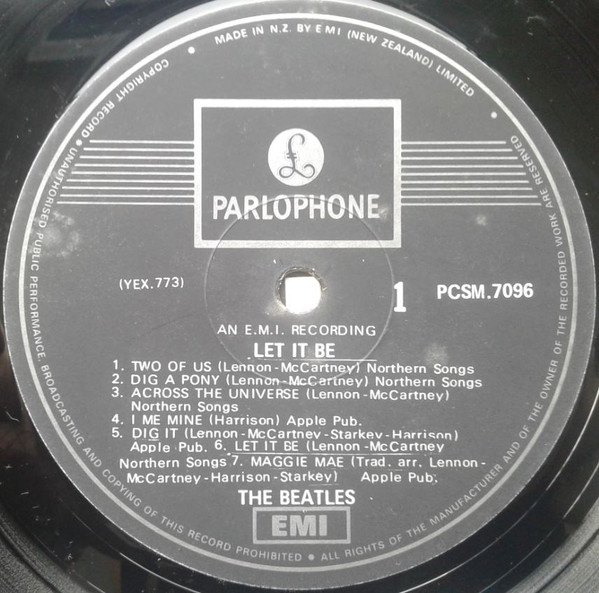 MADE IN N.Z. BY E M I (NEW ZEALAND) LIMITED
£
PARLOPHONE
(YEX.773)
1
PCSM.7096
AN E.M.I. RECORDING
LET IT BE
1. TWO OF US (Lennon-McCartney) Northern Songs
2. DIG A PONY (Lennon-McCartney) Northern Songs
3. ACROSS THE UNIVERSE (Lennon-McCartney)
Northern Songs
4. I ME MINE (Harrison) Apple Pub.
5. DIG IT (Lennon-McCartney-Starkey-Harrison)
Apple Pub. 6. LET IT BE (Lennon-McCartney
Northern Songs 7. MAGGIE MAE (Trad. arr. Lennon-
McCartney-Harrison-Starkey) Apple Pub.
THE BEATLES
EMI
ALL RIGHTS OF THE MANUFACTURER AND OF THE OWNER OF THE RECORDED WORK ARE RESERVED
COPYRIGHT RECORD • UNAUTHORISED PUBLIC PERFORMANCE, BROADCASTING AND COPYING OF THIS RECORD PROHIBITED